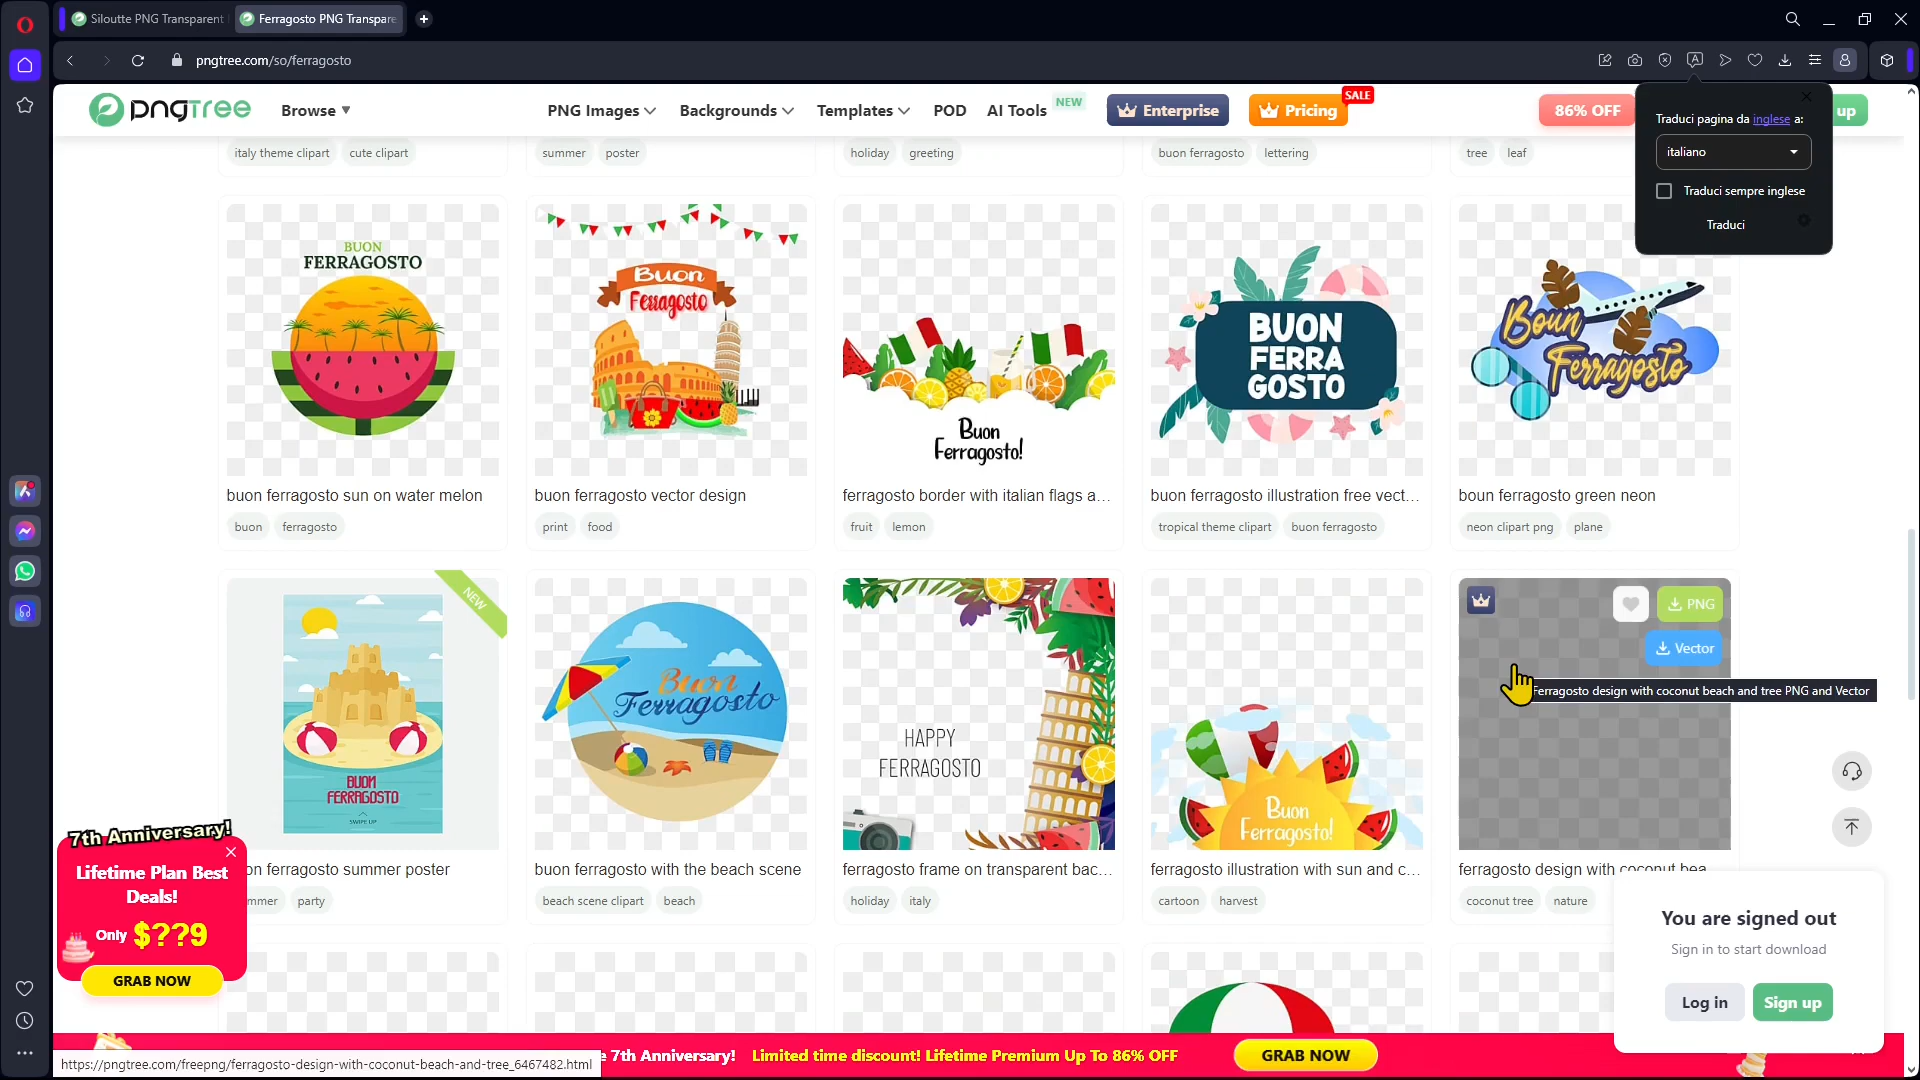 Siloutte PNG Transparent
Ferragosto PNG Transpare
pngtree.com/so/ferragosto
pngtree
Browse
PNG Images
Backgrounds
Templates
POD
AI Tools
NEW
Enterprise
Pricing
SALE
86% OFF
up
Traduci pagina da inglese a:
italiano
Traduci sempre inglese
Traduci
italy theme clipart
cute clipart
summer
poster
holiday
greeting
buon ferragosto
lettering
tree
leaf
BUON
FERRAGOSTO
Buon
Ferragosto
Buon
Ferragosto!
BUON
FERRA
GOSTO
Boun
Ferragosto
buon ferragosto sun on water melon
buon ferragosto vector design
ferragosto border with italian flags a...
buon ferragosto illustration free vect...
boun ferragosto green neon
buon
ferragosto
print
food
fruit
lemon
tropical theme clipart
buon ferragosto
neon clipart png
plane
NEW
BUON
FERRAGOSTO
SWIPE UP
Buon
Ferragosto
HAPPY
FERRAGOSTO
Buon
Ferragosto!
PNG
Vector
Ferragosto design with coconut beach and tree PNG and Vector
on ferragosto summer poster
buon ferragosto with the beach scene
ferragosto frame on transparent bac...
ferragosto illustration with sun and c...
ferragosto design with coconut bea
mmer
party
beach scene clipart
beach
holiday
italy
cartoon
harvest
coconut tree
nature
7th Anniversary!
Lifetime Plan Best
Deals!
Only $??9
GRAB NOW
You are signed out
Sign in to start download
Log in
Sign up
e 7th Anniversary! Limited time discount! Lifetime Premium Up To 86% OFF
GRAB NOW
https://pngtree.com/freepng/ferragosto-design-with-coconut-beach-and-tree_6467482.html